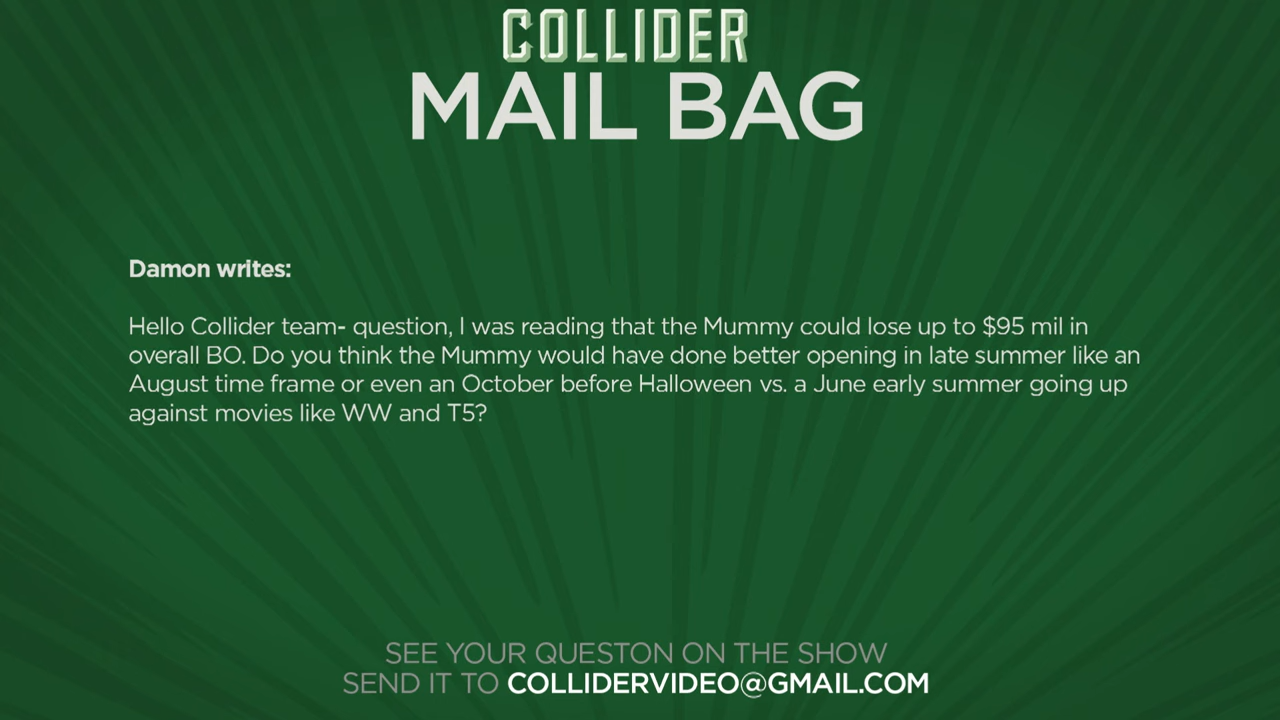 COLLIDER
MAIL BAG
Damon writes:
Hello Collider team- question, I was reading that the Mummy could lose up to $95 mil in
overall BO. Do you think the Mummy would have done better opening in late summer like an
August time frame or even an October before Halloween vs. a June early summer going up
against movies like WW and T5?
SEE YOUR QUESTON ON THE SHOW
SEND IT TO COLLIDERVIDEO@GMAIL.COM